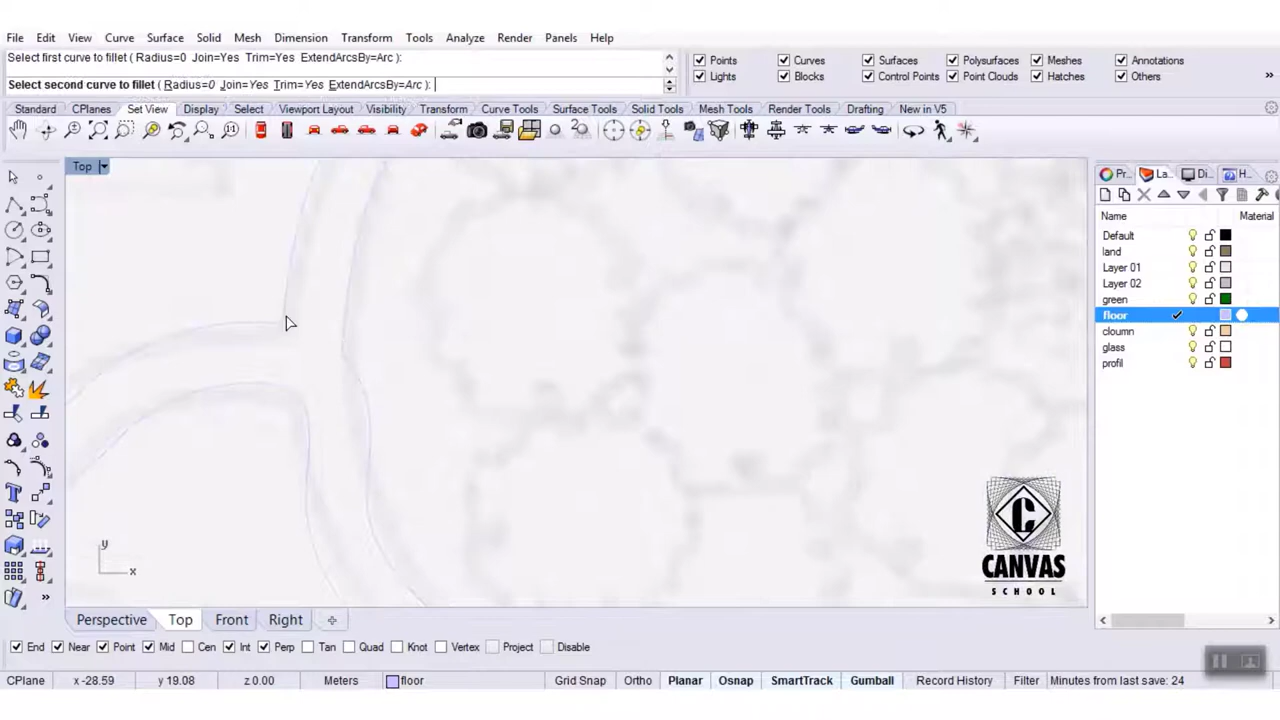 File Edit View Curve Surface Solid Mesh Dimension Transform Tools Analyze Render Panels Help
Select first curve to fillet ( Radius=0 Join=Yes Trim=Yes ExtendArcsBy=Arc ):
Select second curve to fillet ( Radius=0 Join=Yes Trim=Yes ExtendArcsBy=Arc ):
Points Curves Surfaces Polysurfaces Meshes Annotations
Lights Blocks Control Points Point Clouds Hatches Others
Standard CPlanes Set View Display Select Viewport Layout Visibility Transform Curve Tools Surface Tools Solid Tools Mesh Tools Render Tools Drafting New in V5
Top
Pr... La... Di... H...
Name Material
Default
land
Layer 01
Layer 02
green
floor
cloumn
glass
profil
y
x
C
CANVAS
SCHOOL
Perspective Top Front Right
End Near Point Mid Cen Int Perp Tan Quad Knot Vertex Project Disable
CPlane x -28.59 y 19.08 z 0.00 Meters floor Grid Snap Ortho Planar Osnap SmartTrack Gumball Record History Filter Minutes from last save: 24